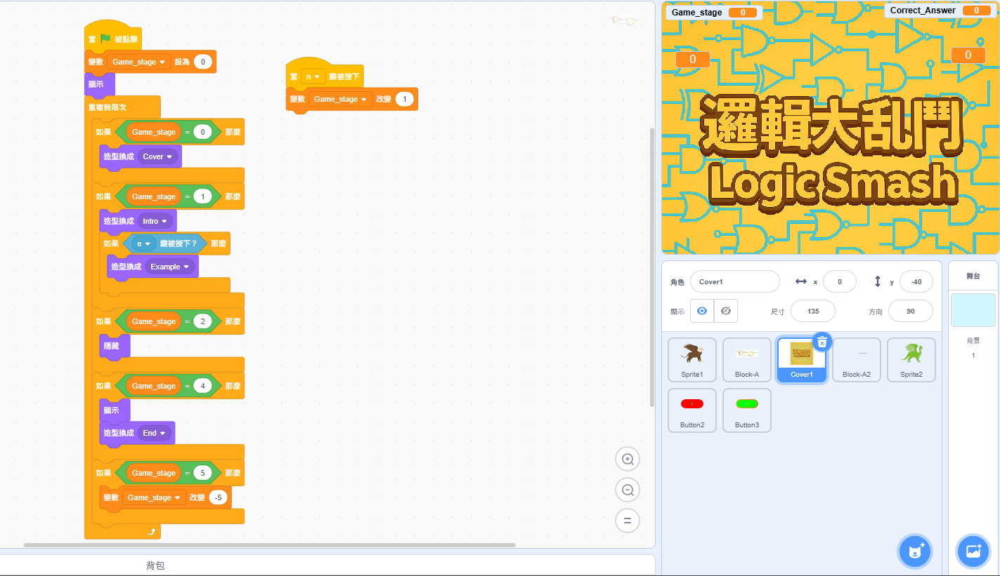 當 被點擊
變數 Game_stage 設為 0
顯示
重複無限次
如果 Game_stage = 0 那麼
造型換成 Cover
如果 Game_stage = 1 那麼
造型換成 Intro
如果 e 鍵被按下？ 那麼
造型換成 Example
如果 Game_stage = 2 那麼
隱藏
如果 Game_stage = 4 那麼
顯示
造型換成 End
如果 Game_stage = 5 那麼
變數 Game_stage 改變 -5
當 n 鍵被按下
變數 Game_stage 改變 1
背包
Game_stage 0
Correct_Answer 0
0
0
邏輯大乱鬥
Logic Smash
角色 Cover1 x 0 y -40
顯示 尺寸 135 方向 90
Sprite1
Block-A
Cover1
Block-A2
Sprite2
Button2
Button3
舞台
背景
1